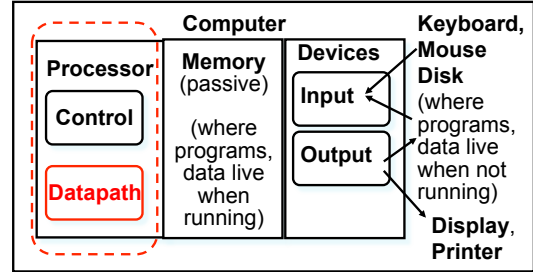 Computer
Processor
Control
Datapath
Memory
(passive)
(where
programs,
data live
when
running)
Devices
Input
Output
Keyboard,
Mouse
Disk
(where
programs,
data live
when not
running)
Display,
Printer